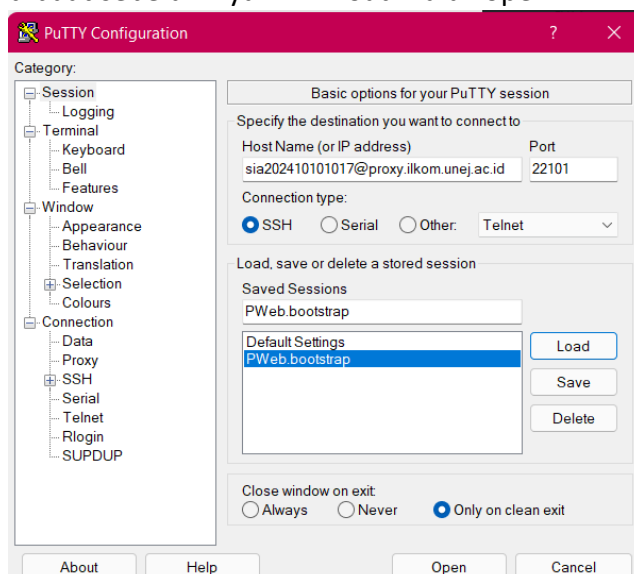 PuTTY Configuration
Category:
Session
Logging
Terminal
Keyboard
Bell
Features
Window
Appearance
Behaviour
Translation
Selection
Colours
Connection
Data
Proxy
SSH
Serial
Telnet
Rlogin
SUPDUP
Basic options for your PuTTY session
Specify the destination you want to connect to
Host Name (or IP address) Port
sia202410101017@proxy.ilkom.unej.ac.id 22101
Connection type:
SSH Serial Other: Telnet
Load, save or delete a stored session
Saved Sessions
PWeb.bootstrap
Default Settings
PWeb.bootstrap
Load
Save
Delete
Close window on exit:
Always Never Only on clean exit
About Help Open Cancel